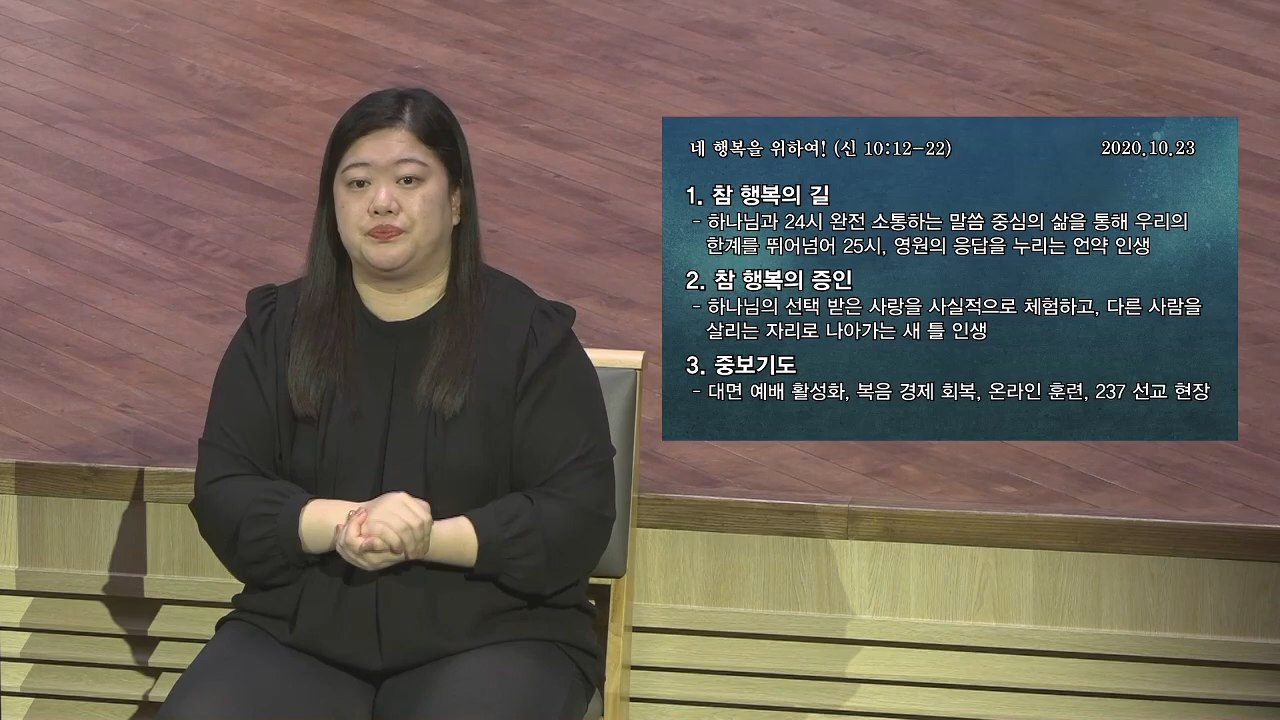 네 행복을 위하여! (신 10:12-22) 2020.10.23
1. 참 행복의 길
- 하나님과 24시 완전 소통하는 말씀 중심의 삶을 통해 우리의
한계를 뛰어넘어 25시, 영원의 응답을 누리는 언약 인생
2. 참 행복의 증인
- 하나님의 선택 받은 사랑을 사실적으로 체험하고, 다른 사람을
살리는 자리로 나아가는 새 틀 인생
3. 중보기도
- 대면 예배 활성화, 복음 경제 회복, 온라인 훈련, 237 선교 현장